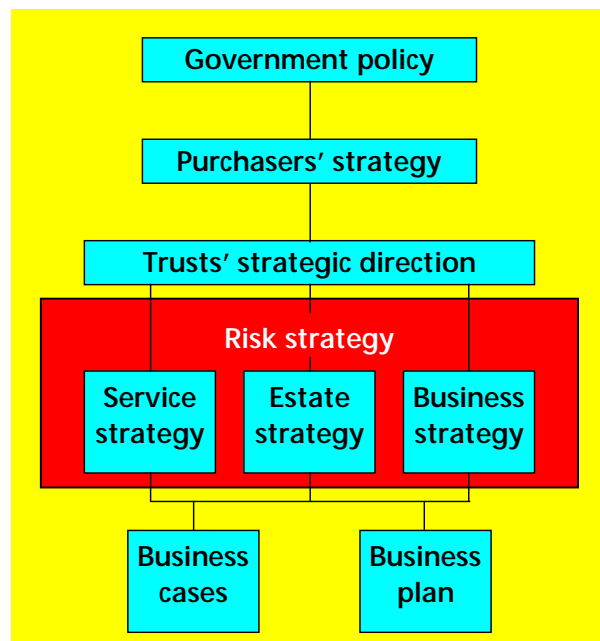 Government policy
Purchasers’ strategy
Trusts’ strategic direction
Risk strategy
Service
strategy
Estate
strategy
Business
strategy
Business
cases
Business
plan